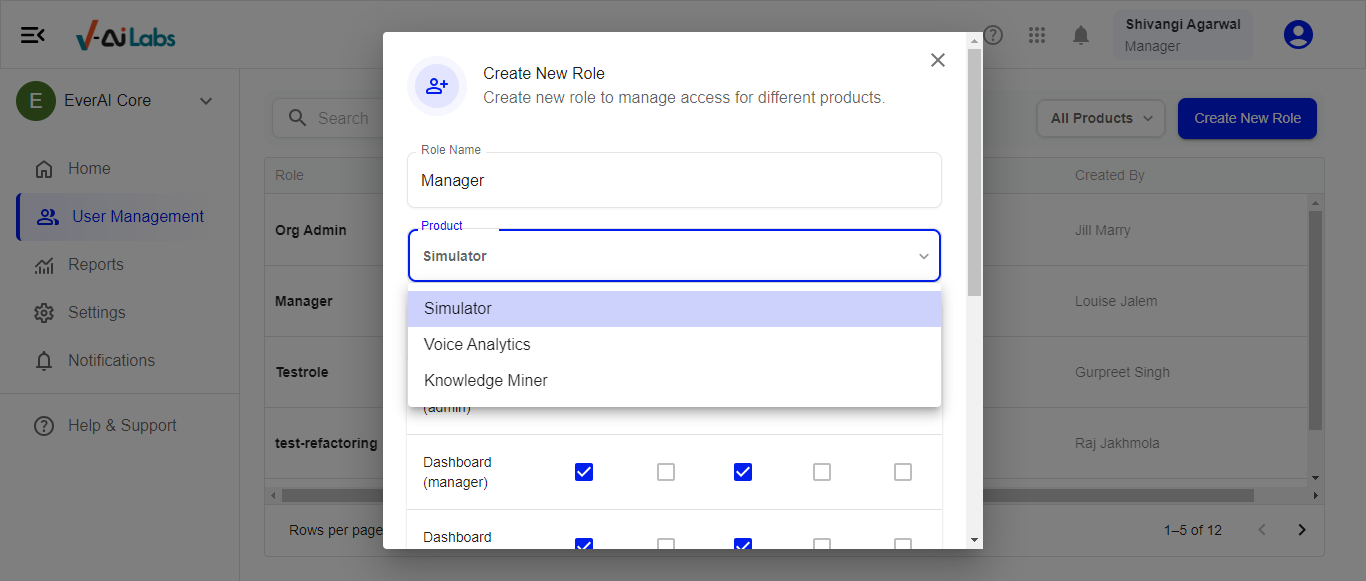 V-Ai Labs
Shivangi Agarwal
Manager
E EverAI Core
Home
User Management
Reports
Settings
Notifications
Help & Support
Search
All Products
Create New Role
Role
Created By
Org Admin
Jill Marry
Manager
Louise Jalem
Testrole
Gurpreet Singh
test-refactoring
Raj Jakhmola
Rows per page
1–5 of 12
Create New Role
Create new role to manage access for different products.
Role Name
Manager
Product
Simulator
Simulator
Voice Analytics
Knowledge Miner
(admin)
Dashboard
(manager)
Dashboard